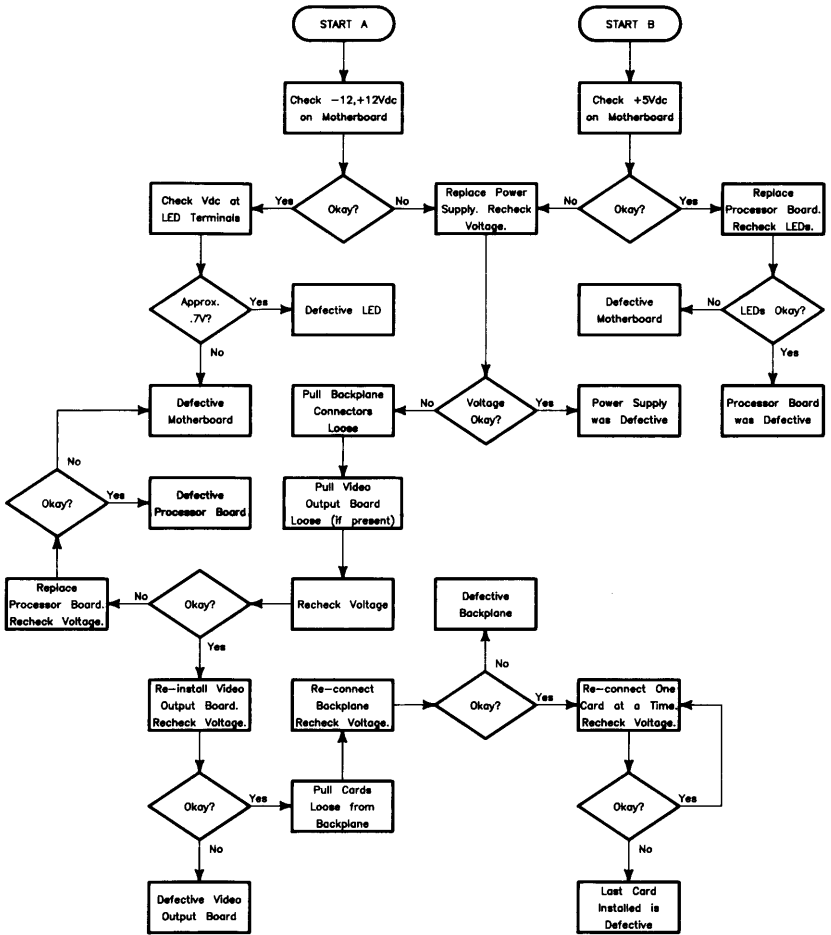 START A
START B
Check -12,+12Vdc
on Motherboard
Check +5Vdc
on Motherboard
Check Vdc at
LED Terminals
Yes
Okay?
No
Replace Power
Supply. Recheck
Voltage.
No
Okay?
Yes
Replace
Processor Board.
Recheck LEDs.
Approx.
.7V?
Yes
Defective LED
No
Defective
Motherboard
No
LEDs Okay?
Yes
Defective
Motherboard
Pull Backplane
Connectors
Loose
No
Voltage
Okay?
Yes
Power Supply
was Defective
Processor Board
was Defective
No
Okay?
Yes
Defective
Processor Board
Pull Video
Output Board
Loose (if present)
Replace
Processor Board.
Recheck Voltage.
No
Okay?
Yes
Recheck Voltage
Defective
Backplane
No
Re-install Video
Output Board.
Recheck Voltage.
Re-connect
Backplane
Recheck Voltage.
Okay?
Yes
Re-connect One
Card at a Time.
Recheck Voltage.
Okay?
Yes
No
Pull Cards
Loose from
Backplane
Okay?
Yes
No
Defective Video
Output Board
Last Card
Installed is
Defective